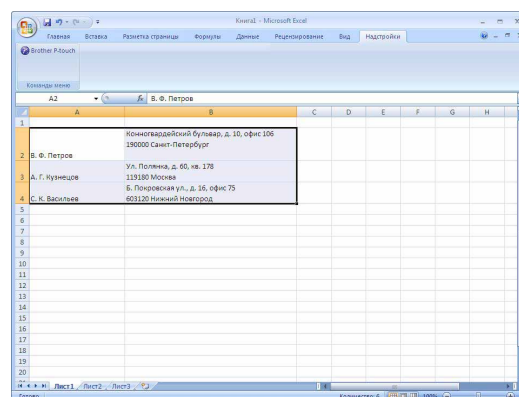 Книга1 - Microsoft Excel
Главная Вставка Разметка страницы Формулы Данные Рецензирование Вид Надстройки
Brother P-touch
Команды меню
A2 fx В. Ф. Петров
A B C D E F G H
1
Конногвардейский бульвар, д. 10, офис 106
190000 Санкт-Петербург
2 В. Ф. Петров
Ул. Полянка, д. 60, кв. 178
3 А. Г. Кузнецов 119180 Москва
Б. Покровская ул., д. 16, офис 75
4 С. К. Васильев 603120 Нижний Новгород
5
6
7
8
9
10
11
12
13
14
15
16
17
18
19
20
Лист1 Лист2 Лист3
Готово Количество: 6 100%